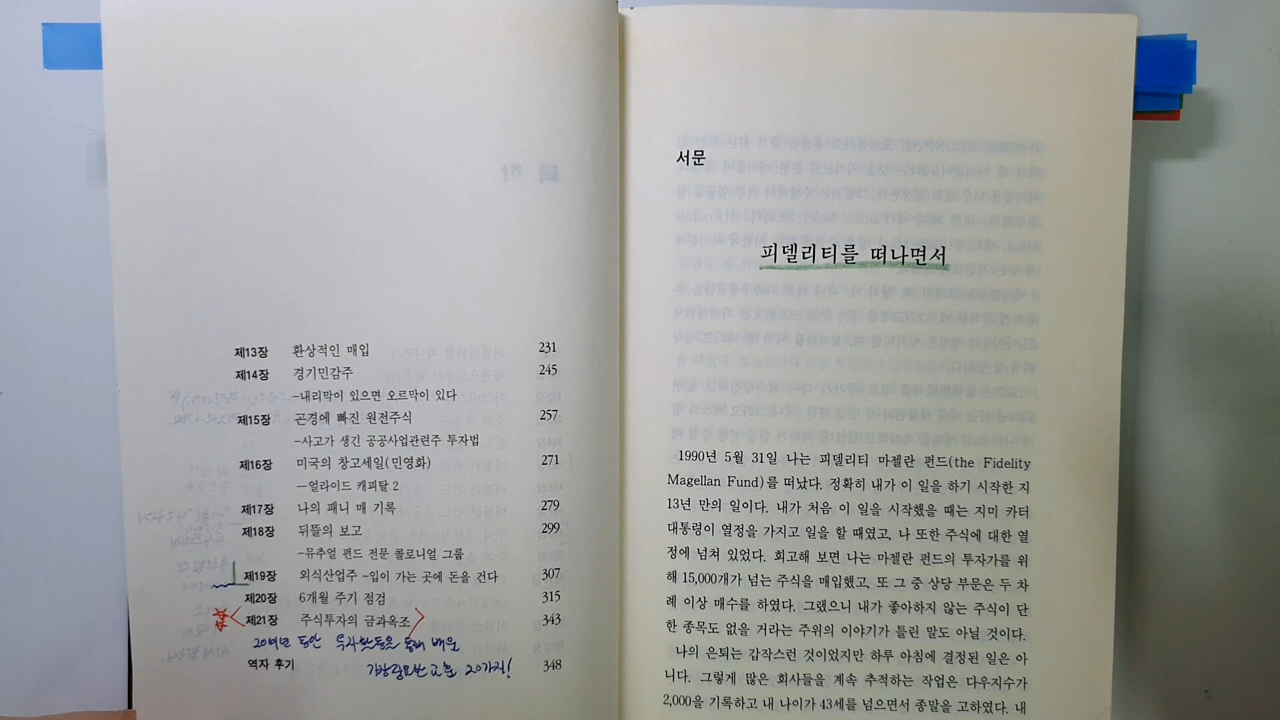 제13장 환상적인 매입 231
제14장 경기민감주 245
-내리막이 있으면 오르막이 있다
제15장 곤경에 빠진 원전주식 257
-사고가 생긴 공공사업관련주 투자법
제16장 미국의 창고세일(민영화) 271
-얼라이드 캐피탈 2
제17장 나의 패니 매 기록 279
제18장 뒤뜰의 보고 299
-뮤추얼 펀드 전문 콜로니얼 그룹
제19장 외식산업주 -입이 가는 곳에 돈을 건다 307
제20장 6개월 주기 점검 315
제21장 주식투자의 금과옥조 343
20여년 동안 투자활동을 통해 배운
가장 중요한 교훈 20가지!
역자 후기 348
서문
피델리티를 떠나면서
1990년 5월 31일 나는 피델리티 마젤란 펀드(the Fidelity
Magellan Fund)를 떠났다. 정확히 내가 이 일을 하기 시작한 지
13년 만의 일이다. 내가 처음 이 일을 시작했을 때는 지미 카터
대통령이 열정을 가지고 일을 할 때였고, 나 또한 주식에 대한 열
정에 넘쳐 있었다. 회고해 보면 나는 마젤란 펀드의 투자가를 위
해 15,000개가 넘는 주식을 매입했고, 또 그 중 상당 부문은 두 차
례 이상 매수를 하였다. 그랬으니 내가 좋아하지 않는 주식이 단
한 종목도 없을 거라는 주위의 이야기가 틀린 말도 아닐 것이다.
나의 은퇴는 갑작스런 것이었지만 하루 아침에 결정된 일은 아
니다. 그렇게 많은 회사들을 계속 추적하는 작업은 다우지수가
2,000을 기록하고 내 나이가 43세를 넘으면서 종말을 고하였다. 내